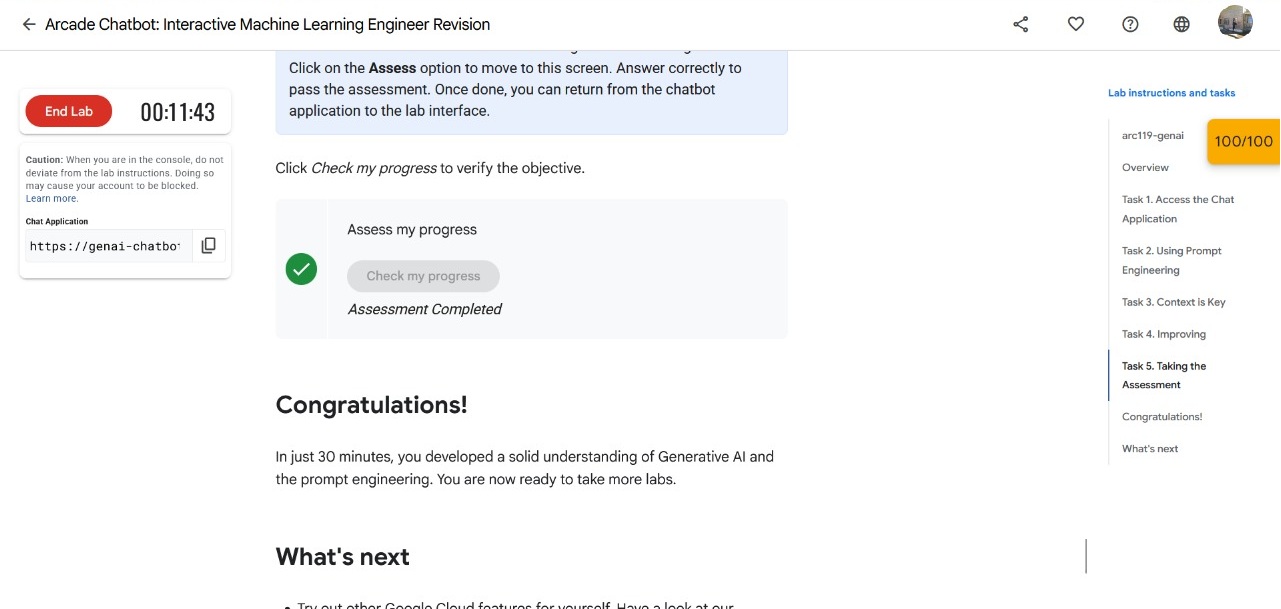 Arcade Chatbot: Interactive Machine Learning Engineer Revision
End Lab
00:11:43
Caution: When you are in the console, do not
deviate from the lab instructions. Doing so
may cause your account to be blocked.
Learn more.
Chat Application
https://genai-chatbo
Click on the Assess option to move to this screen. Answer correctly to
pass the assessment. Once done, you can return from the chatbot
application to the lab interface.
Click Check my progress to verify the objective.
Assess my progress
Check my progress
Assessment Completed
Congratulations!
In just 30 minutes, you developed a solid understanding of Generative AI and
the prompt engineering. You are now ready to take more labs.
What's next
• Try out other Google Cloud features for yourself. Have a look at our
Lab instructions and tasks
arc119-genai
100/100
Overview
Task 1. Access the Chat
Application
Task 2. Using Prompt
Engineering
Task 3. Context is Key
Task 4. Improving
Task 5. Taking the
Assessment
Congratulations!
What's next